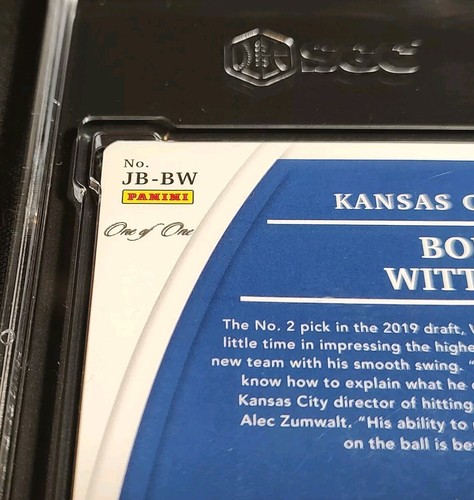 SGC
No.
JB-BW
PANINI
One of One
KANSAS C
BO
WITT
The No. 2 pick in the 2019 draft, W
little time in impressing the highe
new team with his smooth swing. "
know how to explain what he d
Kansas City director of hitting
Alec Zumwalt. "His ability to
on the ball is be